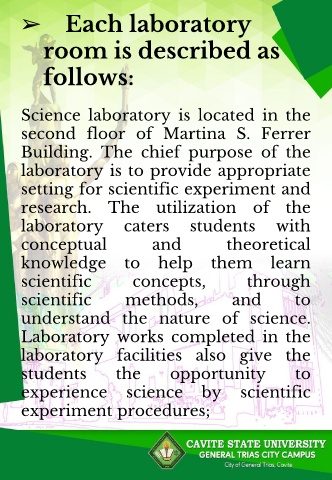 ➢ Each laboratory
room is described as
follows:
Science laboratory is located in the
second floor of Martina S. Ferrer
Building. The chief purpose of the
laboratory is to provide appropriate
setting for scientific experiment and
research. The utilization of the
laboratory caters students with
conceptual and theoretical
knowledge to help them learn
scientific concepts, through
scientific methods, and to
understand the nature of science.
Laboratory works completed in the
laboratory facilities also give the
students the opportunity to
experience science by scientific
experiment procedures;
CAVITE STATE UNIVERSITY
GENERAL TRIAS CITY CAMPUS
City of General Trias, Cavite